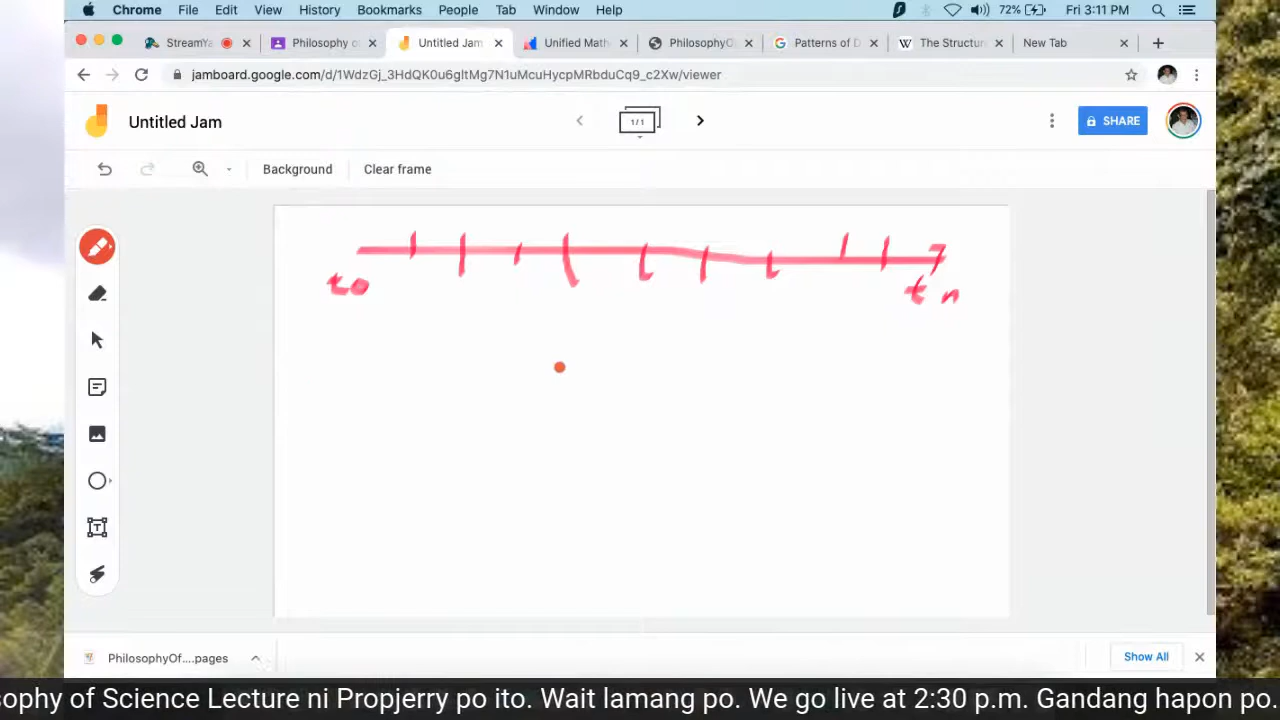 Chrome File Edit View History Bookmarks People Tab Window Help 72% Fri 3:11 PM
StreamYa Philosophy of Untitled Jam Unified Math PhilosophyO Patterns of D The Structure New Tab
jamboard.google.com/d/1WdzGj_3HdQK0u6gltMg7N1uMcuHycpMRbduCq9_c2Xw/viewer
Untitled Jam 1/1 SHARE
Background Clear frame
to tn
PhilosophyOf....pages Show All
sophy of Science Lecture ni Propjerry po ito. Wait lamang po. We go live at 2:30 p.m. Gandang hapon po.